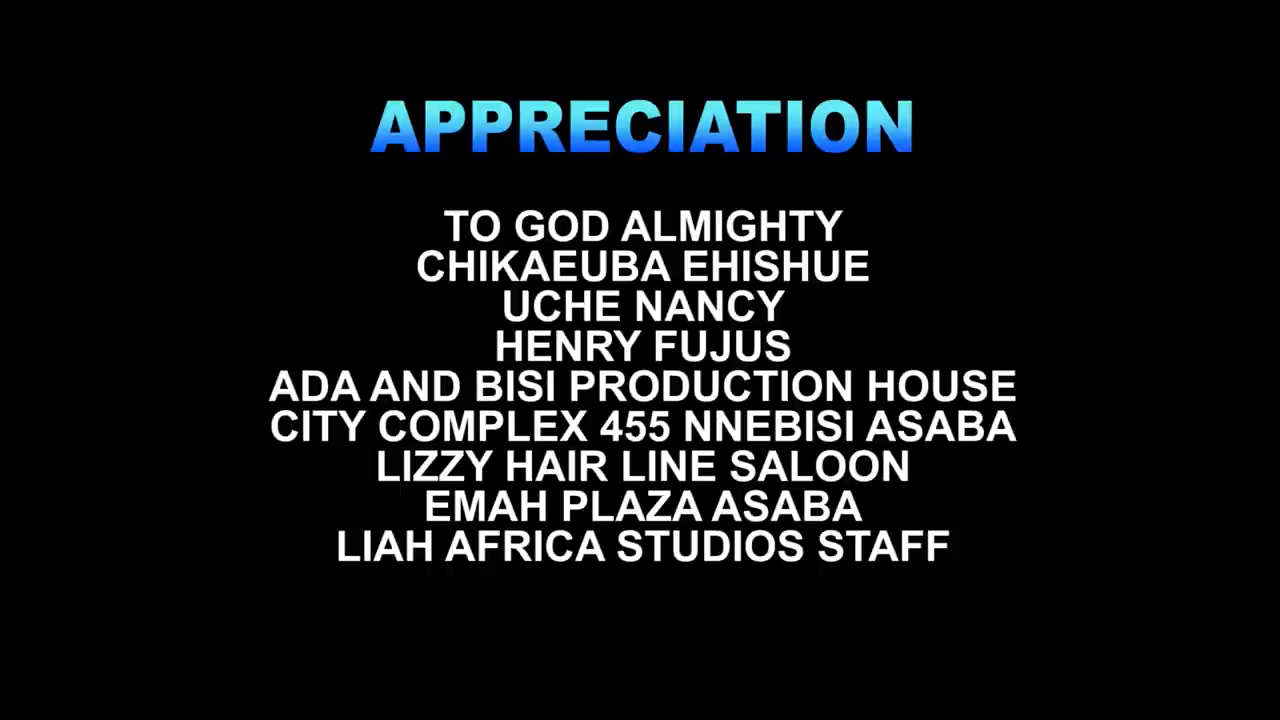 APPRECIATION
TO GOD ALMIGHTY
CHIKAEUBA EHISHUE
UCHE NANCY
HENRY FUJUS
ADA AND BISI PRODUCTION HOUSE
CITY COMPLEX 455 NNEBISI ASABA
LIZZY HAIR LINE SALOON
EMAH PLAZA ASABA
LIAH AFRICA STUDIOS STAFF